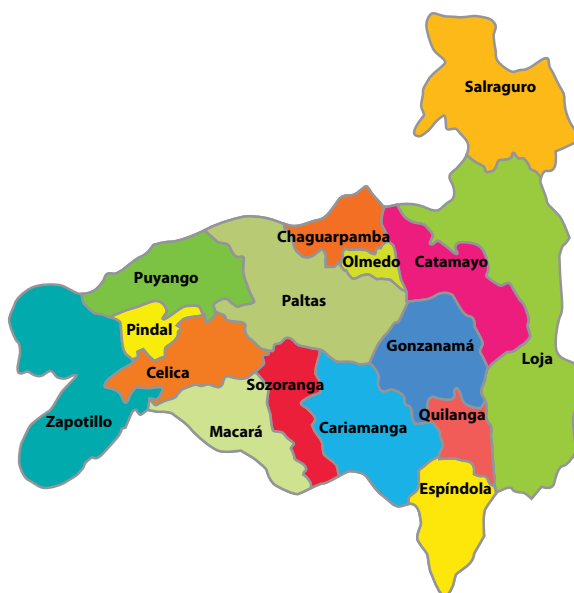 Salraguro
Chaguarpamba
Olmedo
Catamayo
Puyango
Paltas
Pindal
Gonzanamá
Loja
Celica
Sozoranga
Zapotillo
Macará
Cariamanga
Quilanga
Espíndola